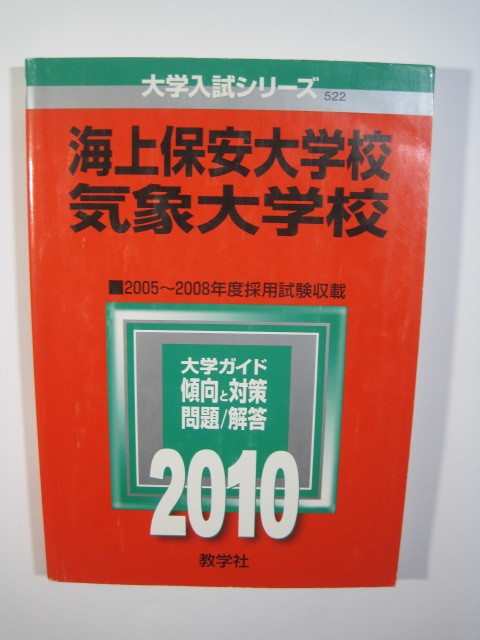 大学入試シリーズ 522
海上保安大学校
気象大学校
■2005～2008年度採用試験収載
大学ガイド
傾向と対策
問題/解答
2010
教学社